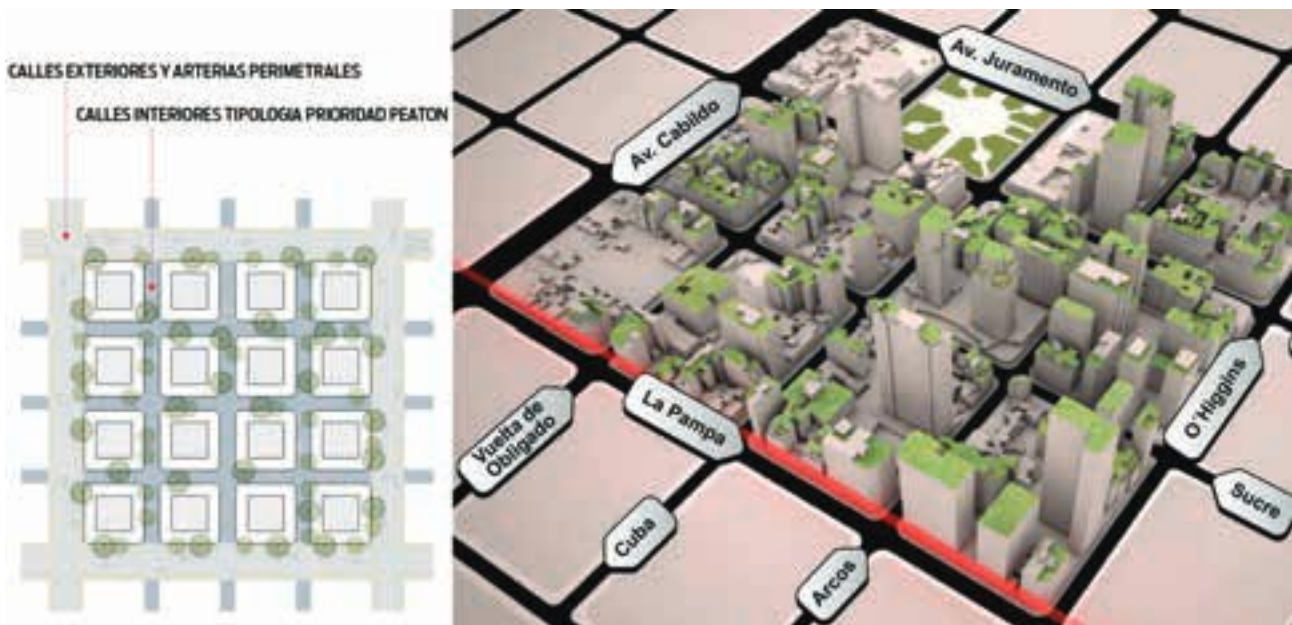 CALLES EXTERIORES Y ARTERIAS PERIMETRALES
CALLES INTERIORES TIPOLOGIA PRIORIDAD PEATON
Av. Juramento
Av. Cabildo
Vuelta de
Obligado
La Pampa
O'Higgins
Sucre
Cuba
Arcos